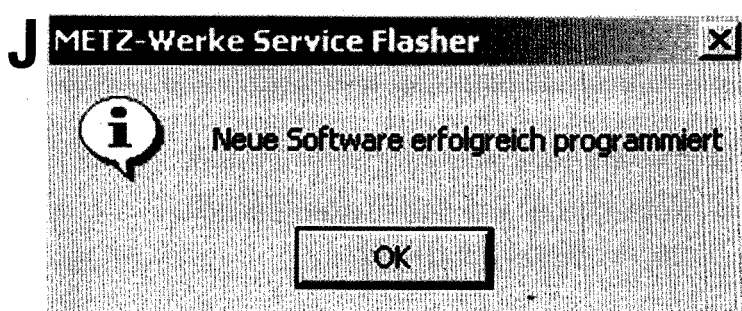 J
METZ-Werke Service Flasher
Neue Software erfolgreich programmiert
OK